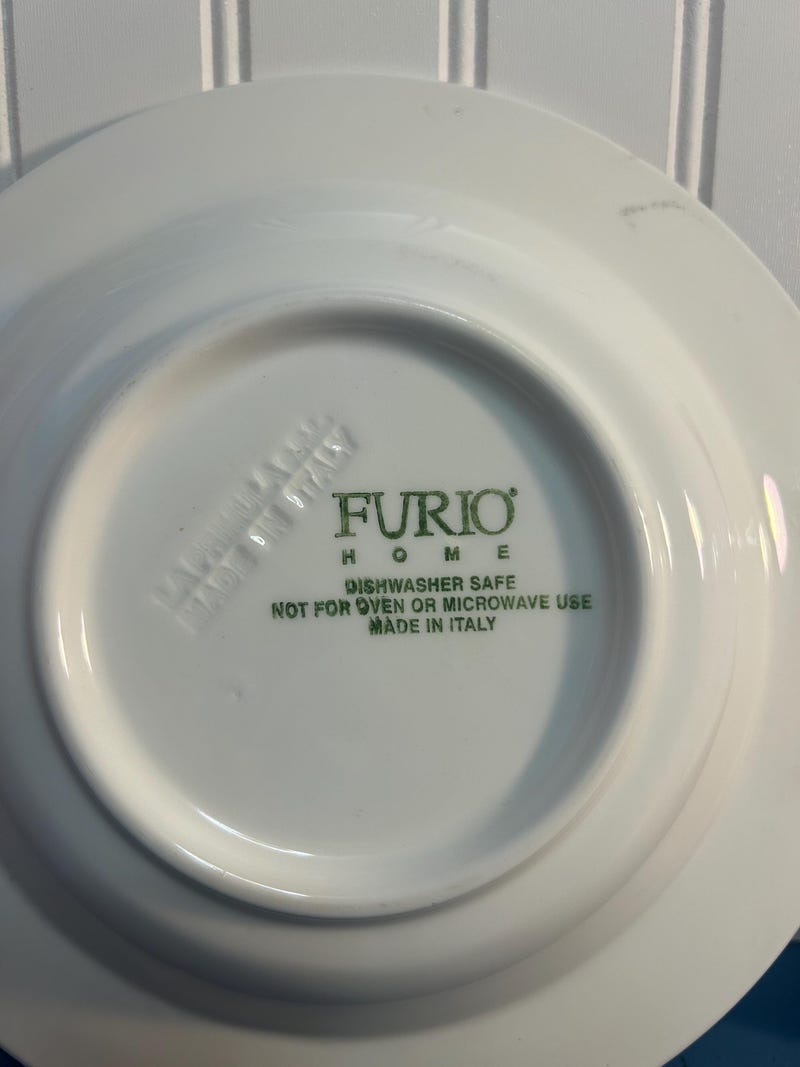 FURIO®
HOME
DISHWASHER SAFE
NOT FOR OVEN OR MICROWAVE USE
MADE IN ITALY
MADE IN ITALY